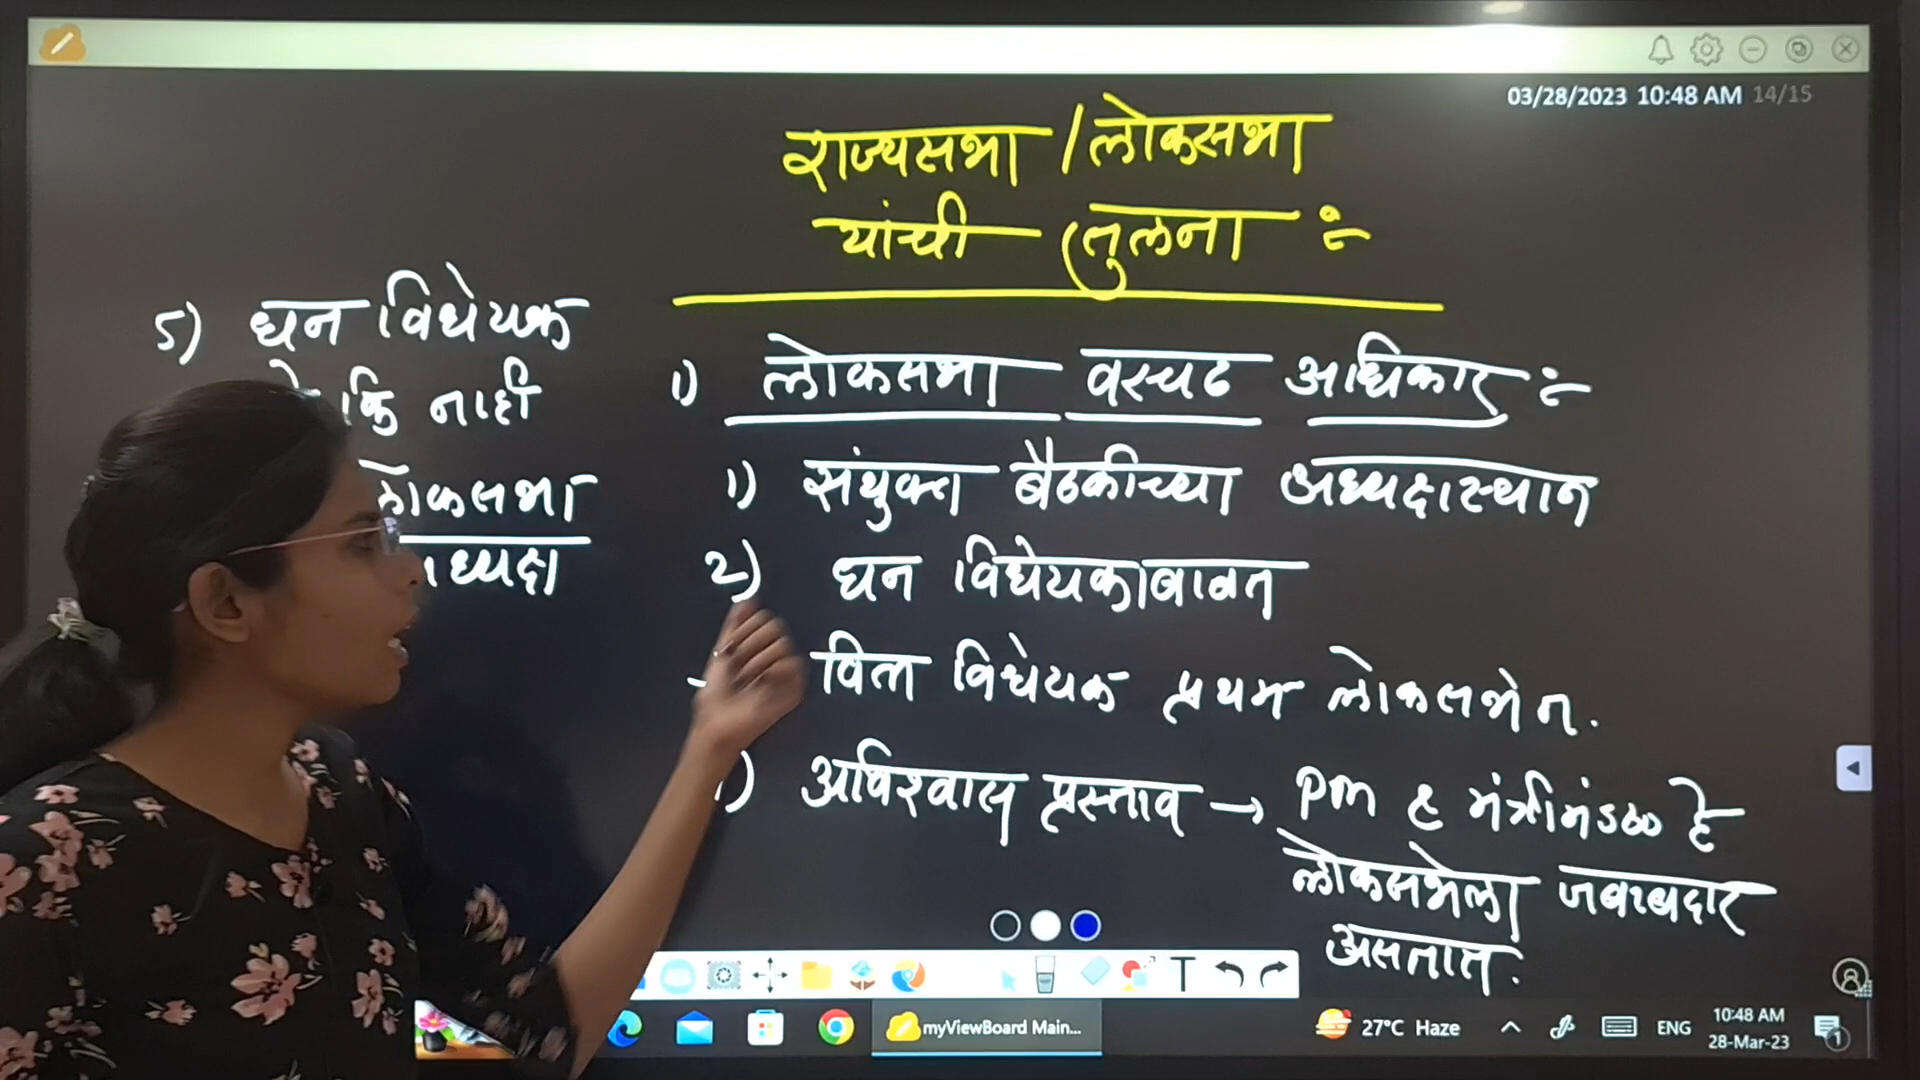 03/28/2023 10:48 AM 14/15
राज्यसभा / लोकसभा
यांची तुलना :-
5) धन विधेयक
कि नाही
लोकसभा
ध्यक्ष
1) लोकसभा वरचढ अधिकार :-
1) संयुक्त बैठकीच्या अध्यक्षस्थान
2) धन विधेयकाबाबत
वित्त विधेयक प्रथम लोकसभेत.
) अविश्वास प्रस्ताव → PM व मंत्रीमंडळ हे
लोकसभेला जबाबदार
असतात.
T
myViewBoard Main...
27°C Haze
ENG
10:48 AM
28-Mar-23
1